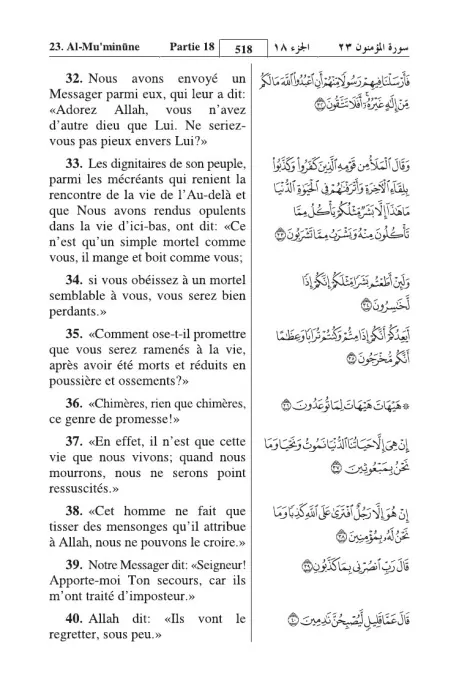 23. Al-Mu'minūne Partie 18 518 الجزء ١٨ سورة المؤمنون ٢٣
32. Nous avons envoyé un
Messager parmi eux, qui leur a dit:
«Adorez Allah, vous n'avez
d'autre dieu que Lui. Ne seriez-
vous pas pieux envers Lui?»
فَأَرْسَلْنَا فِيهِمْ رَسُولًا مِّنْهُمْ أَنِ اعْبُدُوا اللَّهَ مَا لَكُم
مِّنْ إِلَٰهٍ غَيْرُهُ أَفَلَا تَتَّقُونَ ٣٢
33. Les dignitaires de son peuple,
parmi les mécréants qui renient la
rencontre de la vie de l'Au-delà et
que Nous avons rendus opulents
dans la vie d'ici-bas, ont dit: «Ce
n'est qu'un simple mortel comme
vous, il mange et boit comme vous;
وَقَالَ الْمَلَأُ مِن قَوْمِهِ الَّذِينَ كَفَرُوا وَكَذَّبُوا
بِلِقَاءِ الْآخِرَةِ وَأَتْرَفْنَاهُمْ فِي الْحَيَوٰةِ الدُّنْيَا
مَا هَٰذَا إِلَّا بَشَرٌ مِّثْلُكُمْ يَأْكُلُ مِمَّا
تَأْكُلُونَ مِنْهُ وَيَشْرَبُ مِمَّا تَشْرَبُونَ ٣٣
34. si vous obéissez à un mortel
semblable à vous, vous serez bien
perdants.»
وَلَئِنْ أَطَعْتُم بَشَرًا مِّثْلَكُمْ إِنَّكُمْ إِذًا
لَّخَاسِرُونَ ٣٤
35. «Comment ose-t-il promettre
que vous serez ramenés à la vie,
après avoir été morts et réduits en
poussière et ossements?»
أَيَعِدُكُمْ أَنَّكُمْ إِذَا مِتُّمْ وَكُنتُمْ تُرَابًا وَعِظَامًا
أَنَّكُم مُّخْرَجُونَ ٣٥
36. «Chimères, rien que chimères,
ce genre de promesse!»
۞ هَيْهَاتَ هَيْهَاتَ لِمَا تُوعَدُونَ ٣٦
37. «En effet, il n'est que cette
vie que nous vivons; quand nous
mourrons, nous ne serons point
ressuscités.»
إِنْ هِيَ إِلَّا حَيَاتُنَا الدُّنْيَا نَمُوتُ وَنَحْيَا وَمَا
نَحْنُ بِمَبْعُوثِينَ ٣٧
38. «Cet homme ne fait que
tisser des mensonges qu'il attribue
à Allah, nous ne pouvons le croire.»
إِنْ هُوَ إِلَّا رَجُلٌ افْتَرَىٰ عَلَى اللَّهِ كَذِبًا وَمَا
نَحْنُ لَهُ بِمُؤْمِنِينَ ٣٨
39. Notre Messager dit: «Seigneur!
Apporte-moi Ton secours, car ils
m'ont traité d'imposteur.»
قَالَ رَبِّ انصُرْنِي بِمَا كَذَّبُونِ ٣٩
40. Allah dit: «Ils vont le
regretter, sous peu.»
قَالَ عَمَّا قَلِيلٍ لَّيُصْبِحُنَّ نَادِمِينَ ٤٠